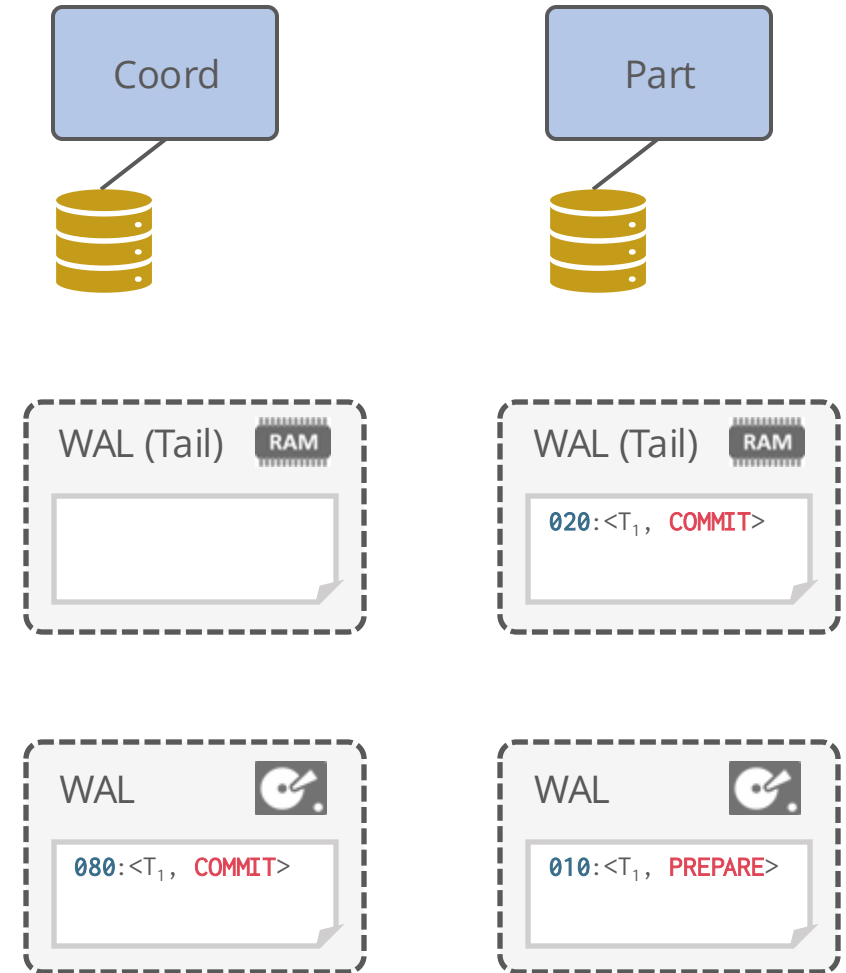 Coord
Part
WAL (Tail) RAM
WAL (Tail) RAM
020:<T₁, COMMIT>
WAL
WAL
080:<T₁, COMMIT>
010:<T₁, PREPARE>